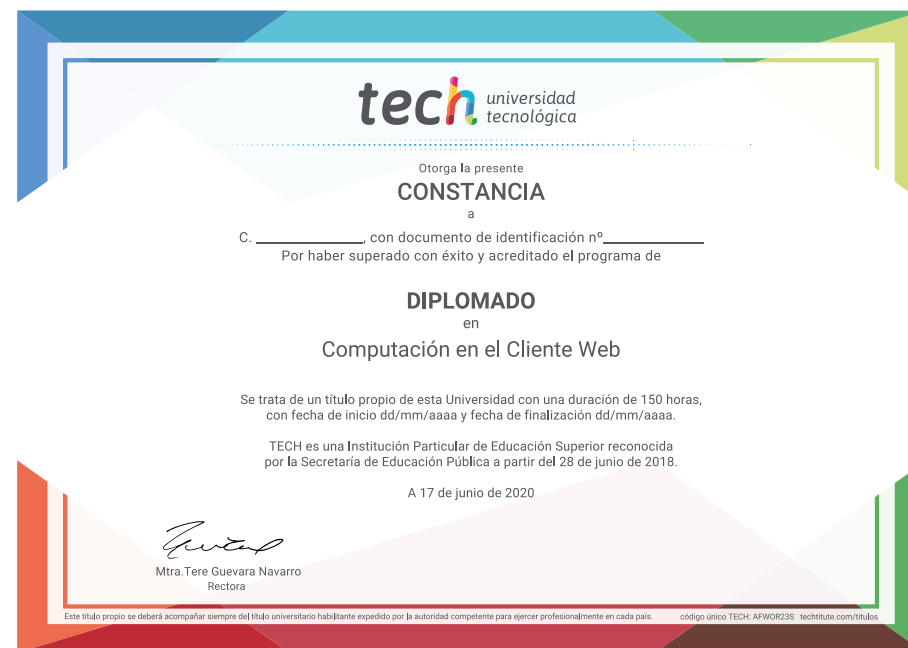 tech universidad
tecnológica
Otorga la presente
CONSTANCIA
a
C. ______________, con documento de identificación nº______________
Por haber superado con éxito y acreditado el programa de
DIPLOMADO
en
Computación en el Cliente Web
Se trata de un título propio de esta Universidad con una duración de 150 horas,
con fecha de inicio dd/mm/aaaa y fecha de finalización dd/mm/aaaa.
TECH es una Institución Particular de Educación Superior reconocida
por la Secretaría de Educación Pública a partir del 28 de junio de 2018.
A 17 de junio de 2020
Mtra.Tere Guevara Navarro
Rectora
Este título propio se deberá acompañar siempre del título universitario habilitante expedido por la autoridad competente para ejercer profesionalmente en cada país. código único TECH: AFWOR23S techtitute.com/titulos